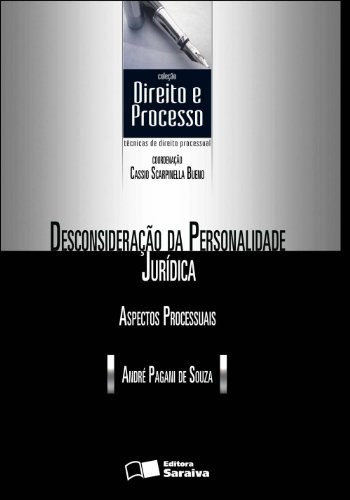 coleção
Direito e
Processo
técnicas de direito processual
COORDENAÇÃO
CASSIO SCARPINELLA BUENO
DESCONSIDERAÇÃO DA PERSONALIDADE
JURÍDICA
ASPECTOS PROCESSUAIS
ANDRÉ PAGANI DE SOUZA
Editora
Saraiva